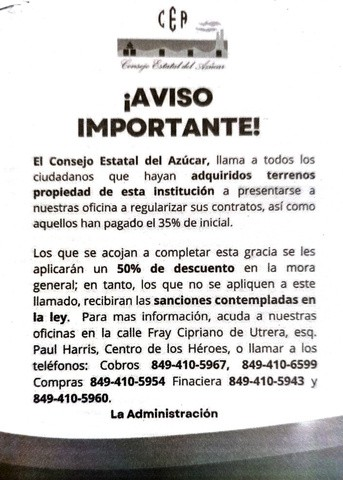 CEA
Consejo Estatal del Azúcar
¡AVISO
IMPORTANTE!
El Consejo Estatal del Azúcar, llama a todos los
ciudadanos que hayan adquiridos terrenos
propiedad de esta institución a presentarse a
nuestras oficina a regularizar sus contratos, así como
aquellos han pagado el 35% de inicial.
Los que se acojan a completar esta gracia se les
aplicarán un 50% de descuento en la mora
general; en tanto, los que no se apliquen a este
llamado, recibiran las sanciones contempladas en
la ley. Para mas información, acuda a nuestras
oficinas en la calle Fray Cipriano de Utrera, esq.
Paul Harris, Centro de los Héroes, o llamar a los
teléfonos: Cobros 849-410-5967, 849-410-6599
Compras 849-410-5954 Finaciera 849-410-5943 y
849-410-5960.
La Administración